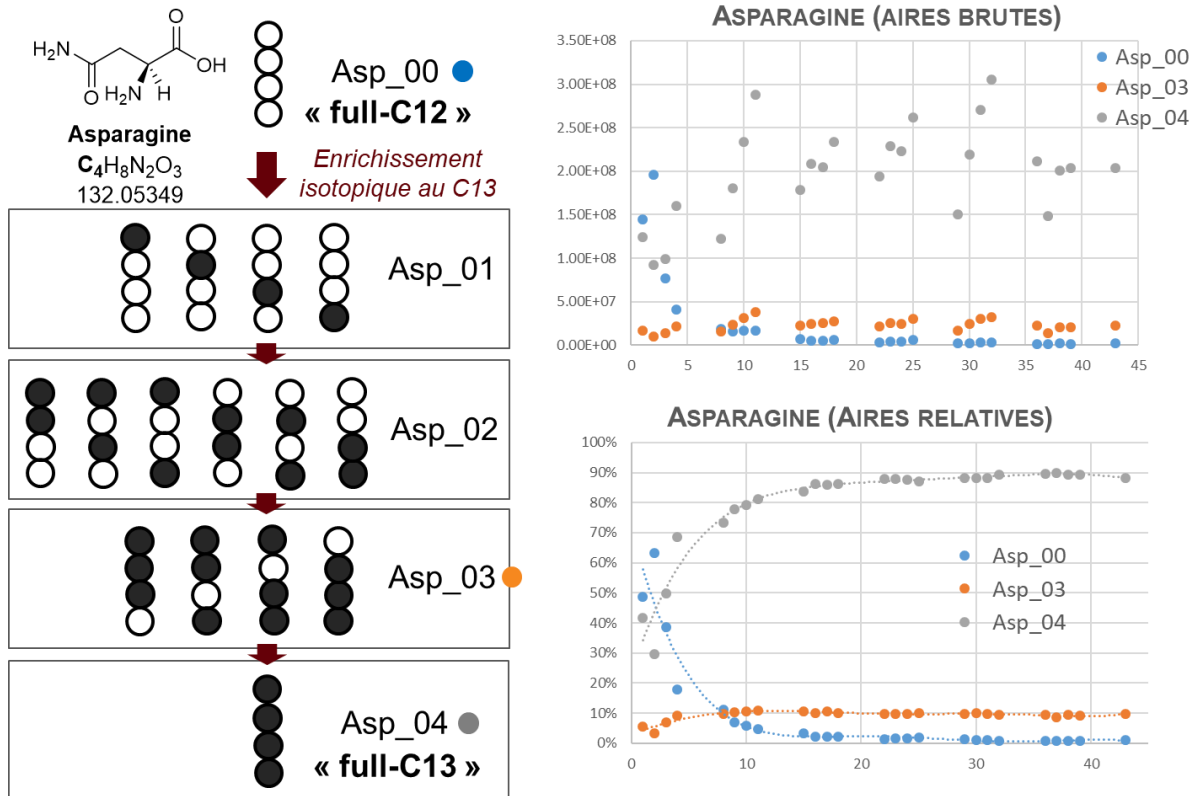 H₂N
O
O
OH
H₂N
H
Asparagine
C₄H₈N₂O₃
132.05349
Asp_00
« full-C12 »
Enrichissement
isotopique au C13
Asp_01
Asp_02
Asp_03
Asp_04
« full-C13 »
ASPARAGINE (AIRES BRUTES)
3.50E+08
3.00E+08
2.50E+08
2.00E+08
1.50E+08
1.00E+08
5.00E+07
0.00E+00
0 5 10 15 20 25 30 35 40 45
Asp_00
Asp_03
Asp_04
ASPARAGINE (AIRES RELATIVES)
100%
90%
80%
70%
60%
50%
40%
30%
20%
10%
0%
0 10 20 30 40
Asp_00
Asp_03
Asp_04